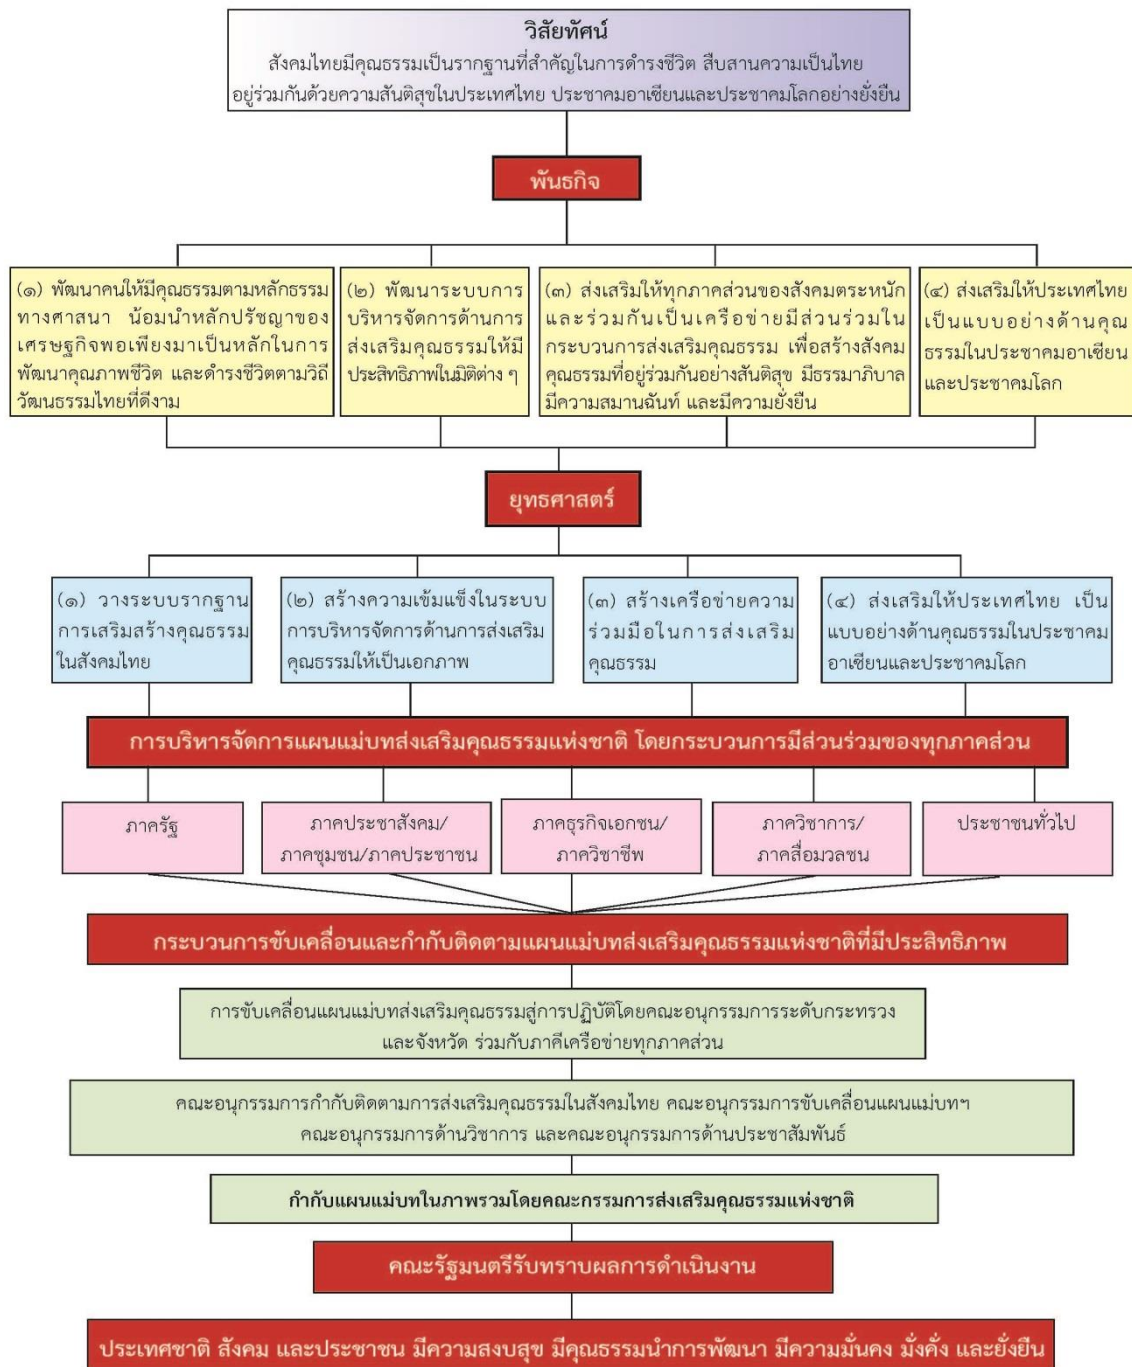 วิสัยทัศน์
สังคมไทยมีคุณธรรมเป็นรากฐานที่สำคัญในการดำรงชีวิต สืบสานความเป็นไทย
อยู่ร่วมกันด้วยความสันติสุขในประเทศไทย ประชาคมอาเซียนและประชาคมโลกอย่างยั่งยืน
พันธกิจ
(๑) พัฒนาคนให้มีคุณธรรมตามหลักธรรม
ทางศาสนา น้อมนำหลักปรัชญาของ
เศรษฐกิจพอเพียงมาเป็นหลักในการ
พัฒนาคุณภาพชีวิต และดำรงชีวิตตามวิถี
วัฒนธรรมไทยที่ดีงาม
(๒) พัฒนาระบบการ
บริหารจัดการด้านการ
ส่งเสริมคุณธรรมให้มี
ประสิทธิภาพในมิติต่าง ๆ
(๓) ส่งเสริมให้ทุกภาคส่วนของสังคมตระหนัก
และร่วมกันเป็นเครือข่ายมีส่วนร่วมใน
กระบวนการส่งเสริมคุณธรรม เพื่อสร้างสังคม
คุณธรรมที่อยู่ร่วมกันอย่างสันติสุข มีธรรมาภิบาล
มีความสมานฉันท์ และมีความยั่งยืน
(๔) ส่งเสริมให้ประเทศไทย
เป็นแบบอย่างด้านคุณ
ธรรมในประชาคมอาเซียน
และประชาคมโลก
ยุทธศาสตร์
(๑) วางระบบรากฐาน
การเสริมสร้างคุณธรรม
ในสังคมไทย
(๒) สร้างความเข้มแข็งในระบบ
การบริหารจัดการด้านการส่งเสริม
คุณธรรมให้เป็นเอกภาพ
(๓) สร้างเครือข่ายความ
ร่วมมือในการส่งเสริม
คุณธรรม
(๔) ส่งเสริมให้ประเทศไทย เป็น
แบบอย่างด้านคุณธรรมในประชาคม
อาเซียนและประชาคมโลก
การบริหารจัดการแผนแม่บทส่งเสริมคุณธรรมแห่งชาติ โดยกระบวนการมีส่วนร่วมของทุกภาคส่วน
ภาครัฐ
ภาคประชาสังคม/
ภาคชุมชน/ภาคประชาชน
ภาคธุรกิจเอกชน/
ภาควิชาชีพ
ภาควิชาการ/
ภาคสื่อมวลชน
ประชาชนทั่วไป
กระบวนการขับเคลื่อนและกำกับติดตามแผนแม่บทส่งเสริมคุณธรรมแห่งชาติที่มีประสิทธิภาพ
การขับเคลื่อนแผนแม่บทส่งเสริมคุณธรรมสู่การปฏิบัติโดยคณะอนุกรรมการระดับกระทรวง
และจังหวัด ร่วมกับภาคีเครือข่ายทุกภาคส่วน
คณะอนุกรรมการกำกับติดตามการส่งเสริมคุณธรรมในสังคมไทย คณะอนุกรรมการขับเคลื่อนแผนแม่บทฯ
คณะอนุกรรมการด้านวิชาการ และคณะอนุกรรมการด้านประชาสัมพันธ์
กำกับแผนแม่บทในภาพรวมโดยคณะกรรมการส่งเสริมคุณธรรมแห่งชาติ
คณะรัฐมนตรีรับทราบผลการดำเนินงาน
ประเทศชาติ สังคม และประชาชน มีความสงบสุข มีคุณธรรมนำการพัฒนา มีความมั่นคง มั่งคั่ง และยั่งยืน